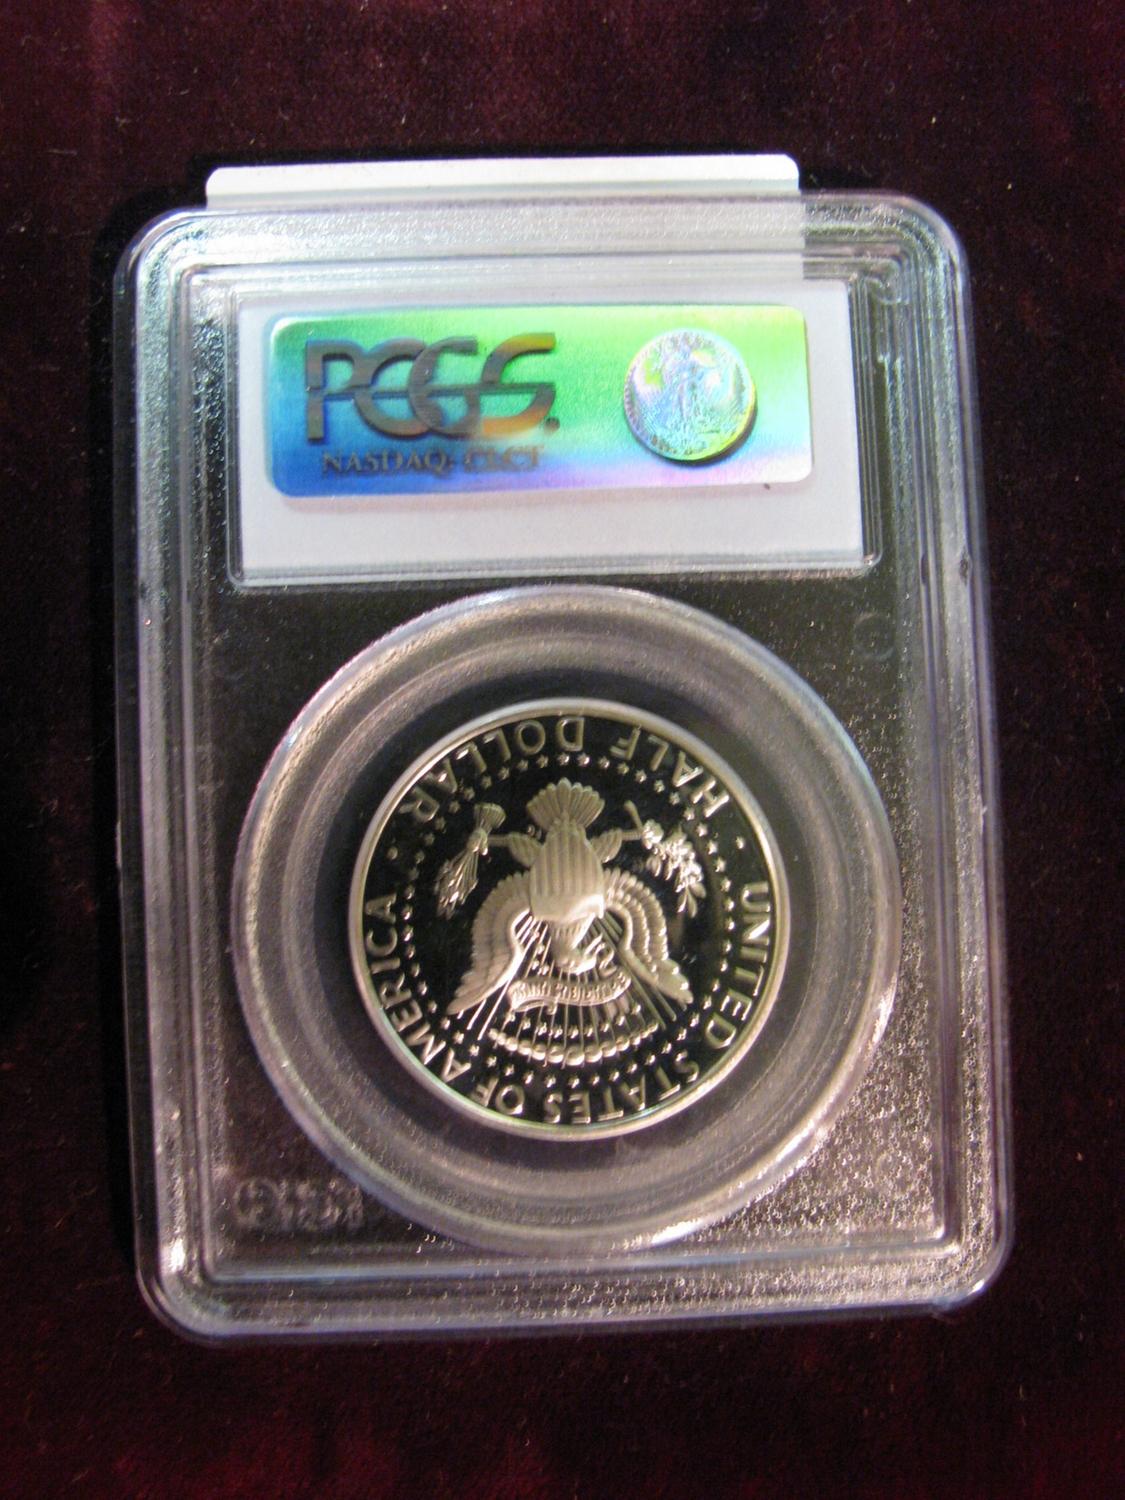 PCGS.
NASDAQ: CLCT
UNITED STATES OF AMERICA
HALF DOLLAR